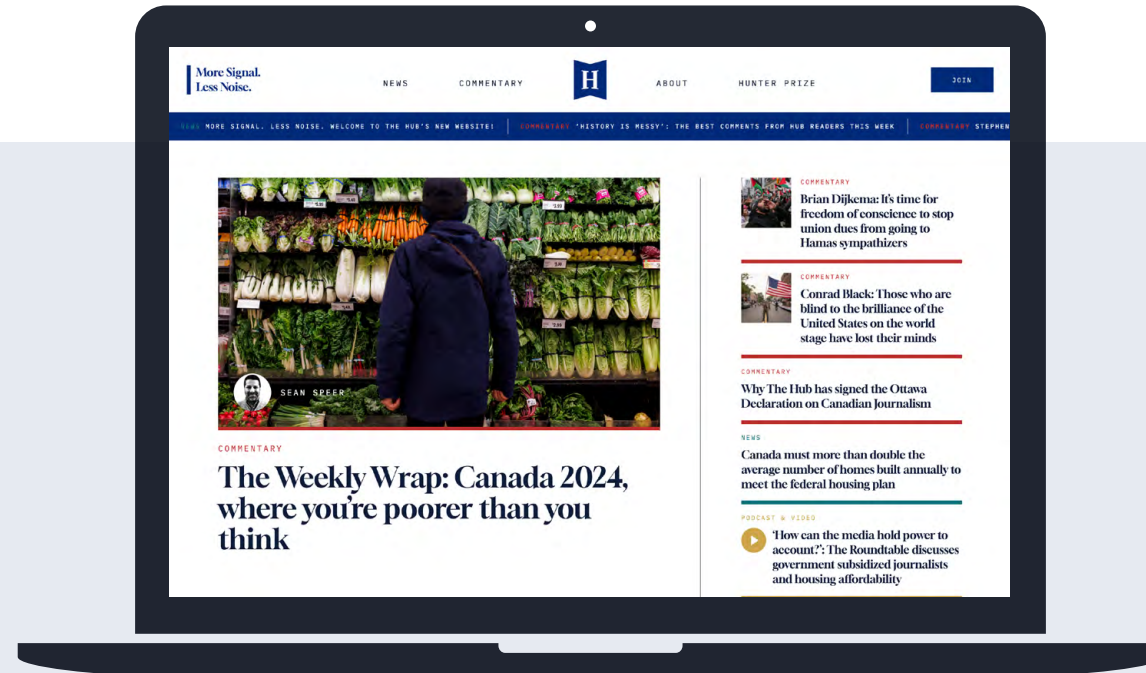 More Signal.
Less Noise.
NEWS
COMMENTARY
H
ABOUT
HUNTER PRIZE
JOIN
NEWS MORE SIGNAL. LESS NOISE. WELCOME TO THE HUB'S NEW WEBSITE!
COMMENTARY 'HISTORY IS MESSY': THE BEST COMMENTS FROM HUB READERS THIS WEEK
COMMENTARY STEPHEN
SEAN SPEER
COMMENTARY
The Weekly Wrap: Canada 2024,
where you're poorer than you
think
COMMENTARY
Brian Dijkema: It's time for
freedom of conscience to stop
union dues from going to
Hamas sympathizers
COMMENTARY
Conrad Black: Those who are
blind to the brilliance of the
United States on the world
stage have lost their minds
COMMENTARY
Why The Hub has signed the Ottawa
Declaration on Canadian Journalism
NEWS
Canada must more than double the
average number of homes built annually to
meet the federal housing plan
PODCAST & VIDEO
'How can the media hold power to
account?': The Roundtable discusses
government subsidized journalists
and housing affordability